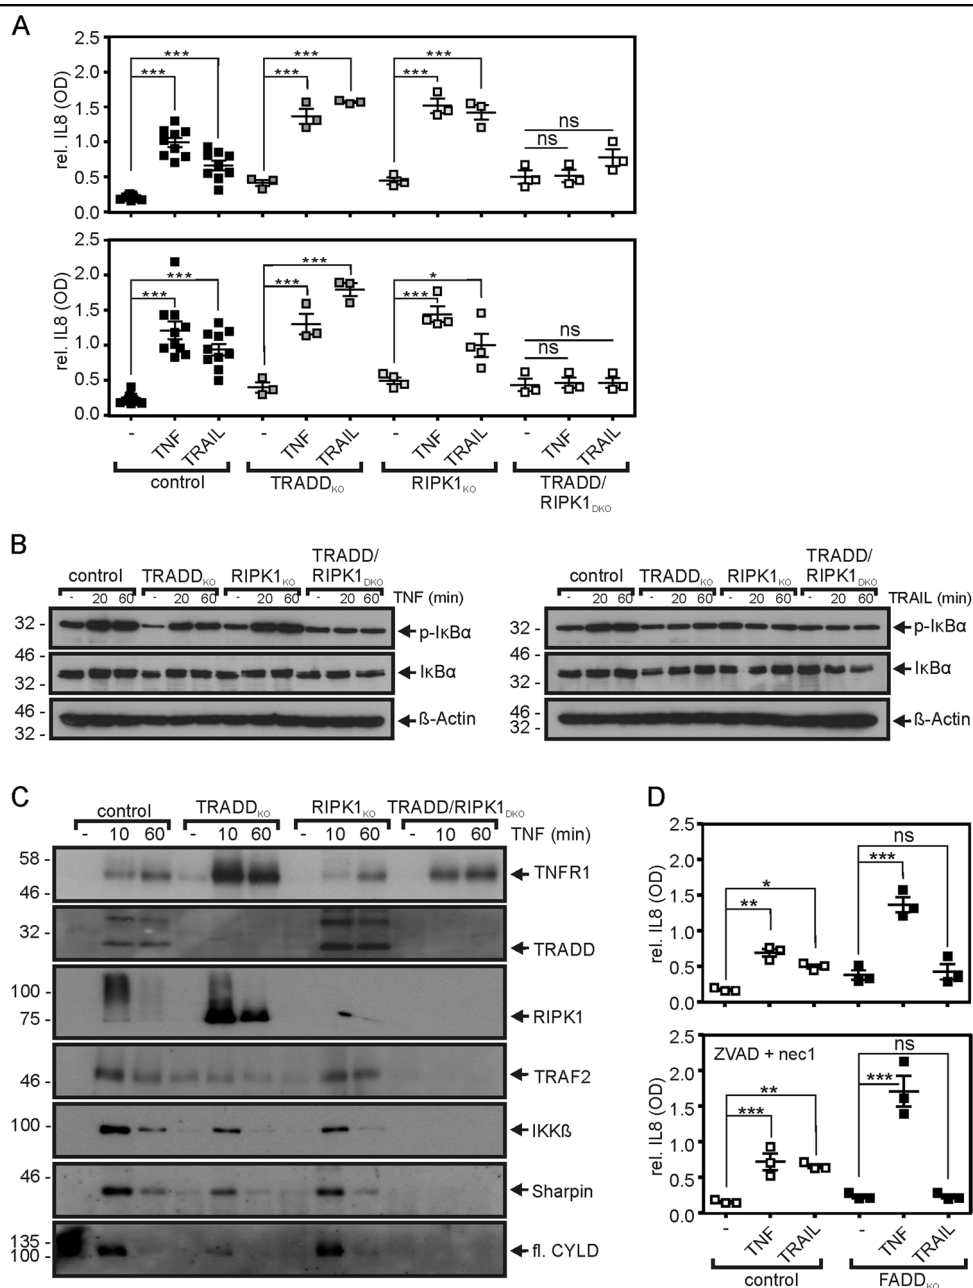 A
rel. IL8 (OD)
2.5
2.0
1.5
1.0
0.5
0.0
*** *** *** *** *** *** ns ns
rel. IL8 (OD)
2.5
2.0
1.5
1.0
0.5
0.0
*** *** *** *** * *** ns ns
- TNF TRAIL - TNF TRAIL - TNF TRAIL - TNF TRAIL
control TRADDKO RIPK1KO TRADD/
RIPK1DKO
B
control TRADDKO RIPK1KO TRADD/
RIPK1DKO
- 20 60 - 20 60 - 20 60 - 20 60 TNF (min)
32 - p-IκBα
46 -
32 - IκBα
46 -
32 - ß-Actin
control TRADDKO RIPK1KO TRADD/
RIPK1DKO
- 20 60 - 20 60 - 20 60 - 20 60 TRAIL (min)
32 - p-IκBα
46 -
32 - IκBα
46 -
32 - ß-Actin
C
control TRADDKO RIPK1KO TRADD/RIPK1DKO
- 10 60 - 10 60 - 10 60 - 10 60 TNF (min)
58 -
46 - TNFR1
32 - TRADD
100 -
75 - RIPK1
46 - TRAF2
100 - IKKß
46 - Sharpin
135 -
100 - fl. CYLD
D
rel. IL8 (OD)
2.5
2.0
1.5
1.0
0.5
0.0
* ** ns ***
rel. IL8 (OD)
2.5
2.0
1.5
1.0
0.5
0.0
ZVAD + nec1
** *** ns ***
- TNF TRAIL - TNF TRAIL
control FADDKO